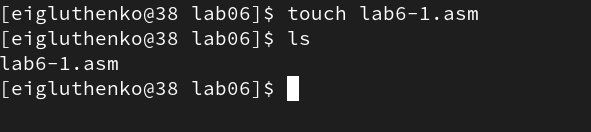 [eigluthenko@38 lab06]$ touch lab6-1.asm
[eigluthenko@38 lab06]$ ls
lab6-1.asm
[eigluthenko@38 lab06]$